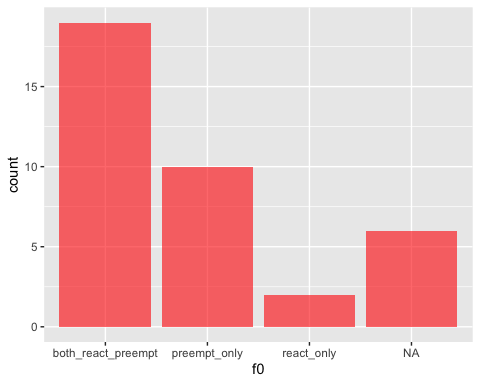 count
15
10
5
0
both_react_preempt
preempt_only
react_only
NA
f0